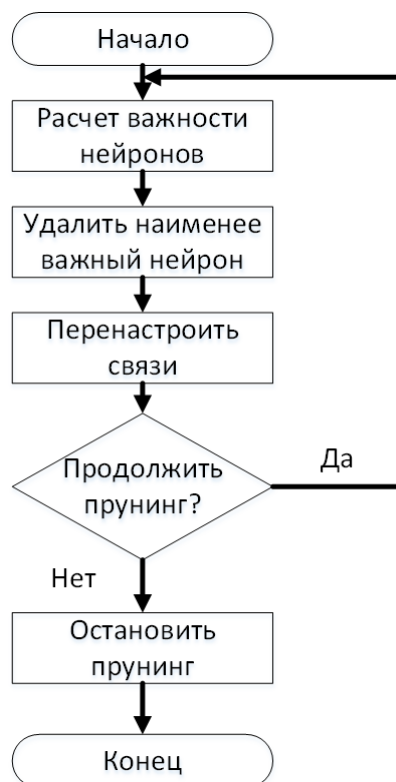 Начало
Расчет важности
нейронов
Удалить наименее
важный нейрон
Перенастроить
связи
Продолжить
прунинг?
Да
Нет
Остановить
прунинг
Конец